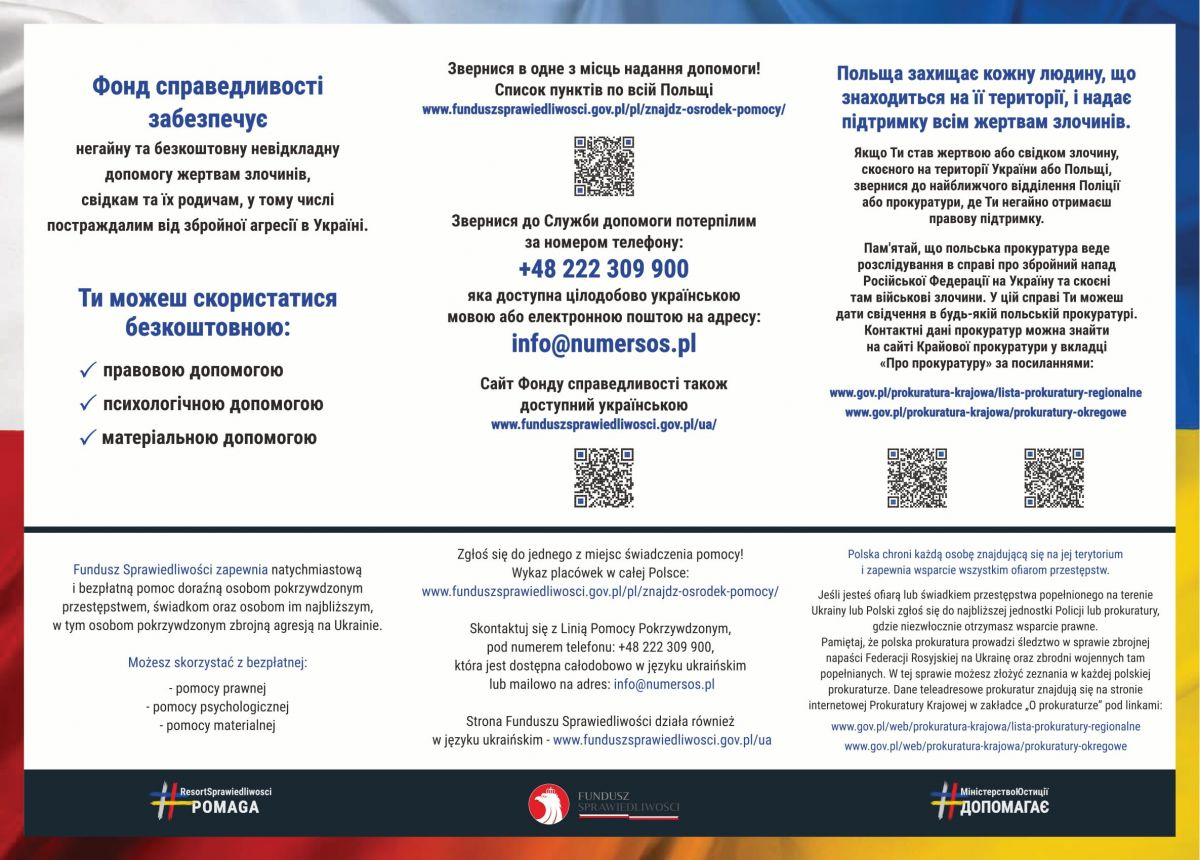 Фонд справедливості
забезпечує
негайну та безкоштовну невідкладну
допомогу жертвам злочинів,
свідкам та їх родичам, у тому числі
постраждалим від збройної агресії в Україні.
Ти можеш скористатися
безкоштовною:
правовою допомогою
психологічною допомогою
матеріальною допомогою
Звернися в одне з місць надання допомоги!
Список пунктів по всій Польщі
www.funduszsprawiedliwosci.gov.pl/pl/znajdz-osrodek-pomocy/
Звернися до Служби допомоги потерпілим
за номером телефону:
+48 222 309 900
яка доступна цілодобово українською
мовою або електронною поштою на адресу:
info@numersos.pl
Сайт Фонду справедливості також
доступний українською
www.funduszsprawiedliwosci.gov.pl/ua/
Польща захищає кожну людину, що
знаходиться на її території, і надає
підтримку всім жертвам злочинів.
Якщо Ти став жертвою або свідком злочину,
скоєного на території України або Польщі,
звернися до найближчого відділення Поліції
або прокуратури, де Ти негайно отримаєш
правову підтримку.
Пам'ятай, що польська прокуратура веде
розслідування в справі про збройний напад
Російської Федерації на Україну та скоєні
там військові злочини. У цій справі Ти можеш
дати свідчення в будь-якій польській прокуратурі.
Контактні дані прокуратур можна знайти
на сайті Крайової прокуратури у вкладці
«Про прокуратуру» за посиланнями:
www.gov.pl/prokuratura-krajowa/lista-prokuratury-regionalne
www.gov.pl/prokuratura-krajowa/prokuratury-okregowe
Fundusz Sprawiedliwości zapewnia natychmiastową
i bezpłatną pomoc doraźną osobom pokrzywdzonym
przestępstwem, świadkom oraz osobom im najbliższym,
w tym osobom pokrzywdzonym zbrojną agresją na Ukrainie.
Możesz skorzystać z bezpłatnej:
- pomocy prawnej
- pomocy psychologicznej
- pomocy materialnej
Zgłoś się do jednego z miejsc świadczenia pomocy!
Wykaz placówek w całej Polsce:
www.funduszsprawiedliwosci.gov.pl/pl/znajdz-osrodek-pomocy/
Skontaktuj się z Linią Pomocy Pokrzywdzonym,
pod numerem telefonu: +48 222 309 900,
która jest dostępna całodobowo w języku ukraińskim
lub mailowo na adres: info@numersos.pl
Strona Funduszu Sprawiedliwości działa również
w języku ukraińskim - www.funduszsprawiedliwosci.gov.pl/ua
Polska chroni każdą osobę znajdującą się na jej terytorium
i zapewnia wsparcie wszystkim ofiarom przestępstw.
Jeśli jesteś ofiarą lub świadkiem przestępstwa popełnionego na terenie
Ukrainy lub Polski zgłoś się do najbliższej jednostki Policji lub prokuratury,
gdzie niezwłocznie otrzymasz wsparcie prawne.
Pamiętaj, że polska prokuratura prowadzi śledztwo w sprawie zbrojnej
napaści Federacji Rosyjskiej na Ukrainę oraz zbrodni wojennych tam
popełnianych. W tej sprawie możesz złożyć zeznania w każdej polskiej
prokuraturze. Dane teleadresowe prokuratur znajdują się na stronie
internetowej Prokuratury Krajowej w zakładce „O prokuraturze” pod linkami:
www.gov.pl/web/prokuratura-krajowa/lista-prokuratury-regionalne
www.gov.pl/web/prokuratura-krajowa/prokuratury-okregowe
#ResortSprawiedliwosci
POMAGA
FUNDUSZ
SPRAWIEDLIWOŚCI
#МіністерствоЮстиції
ДОПОМАГАЄ